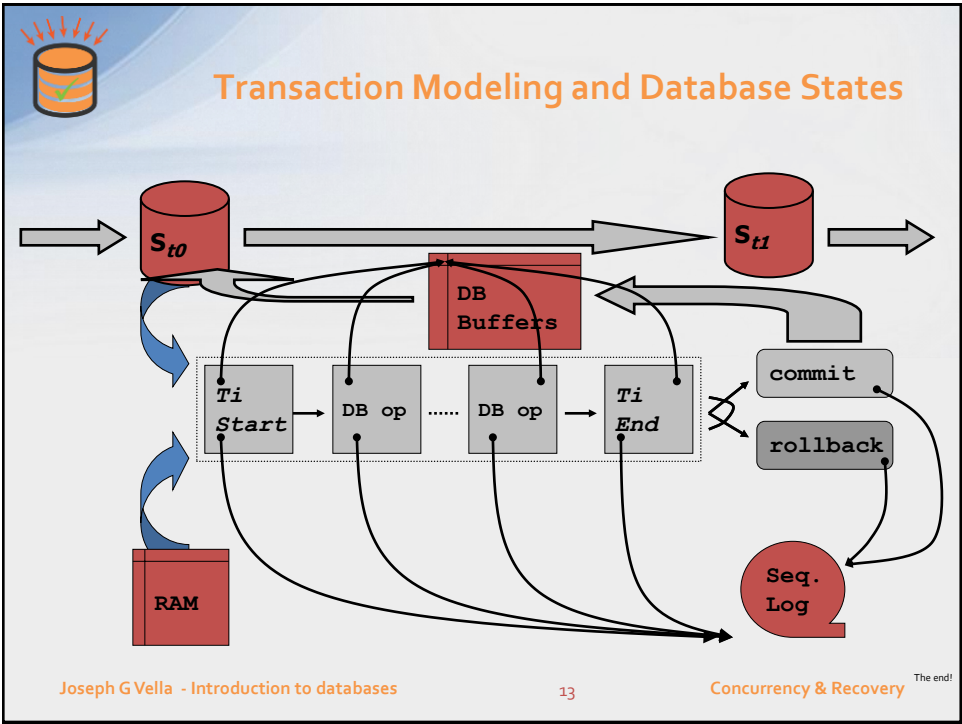 Transaction Modeling and Database States
St0
St1
DB
Buffers
Ti
Start
DB op
......
DB op
Ti
End
commit
rollback
RAM
Seq.
Log
Joseph G Vella - Introduction to databases
13
Concurrency & Recovery
The end!